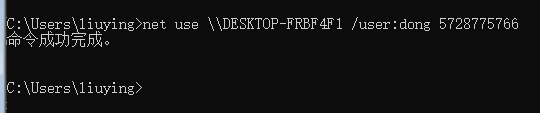 C:\Users\liuying>net use \\DESKTOP-FRBF4F1 /user:dong 5728775766
命令成功完成。
C:\Users\liuying>